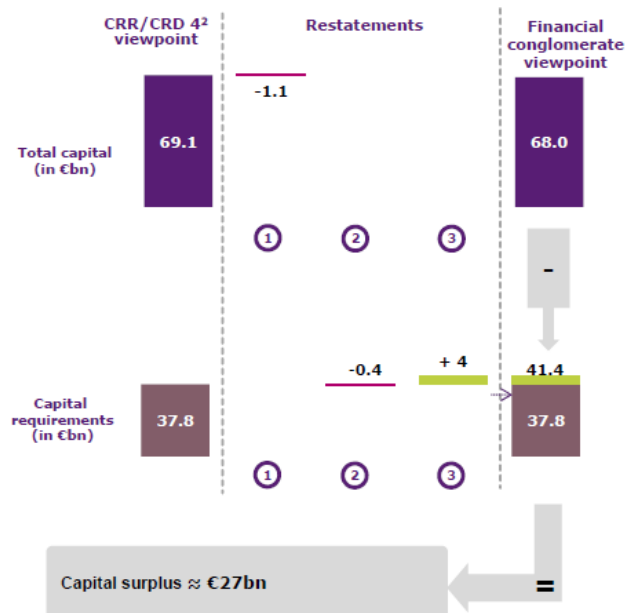 CRR/CRD 4²
viewpoint
Restatements
Financial
conglomerate
viewpoint
Total capital
(in €bn)
69.1
-1.1
68.0
1
2
3
-
Capital
requirements
(in €bn)
37.8
-0.4
+ 4
41.4
37.8
1
2
3
Capital surplus ≈ €27bn
=